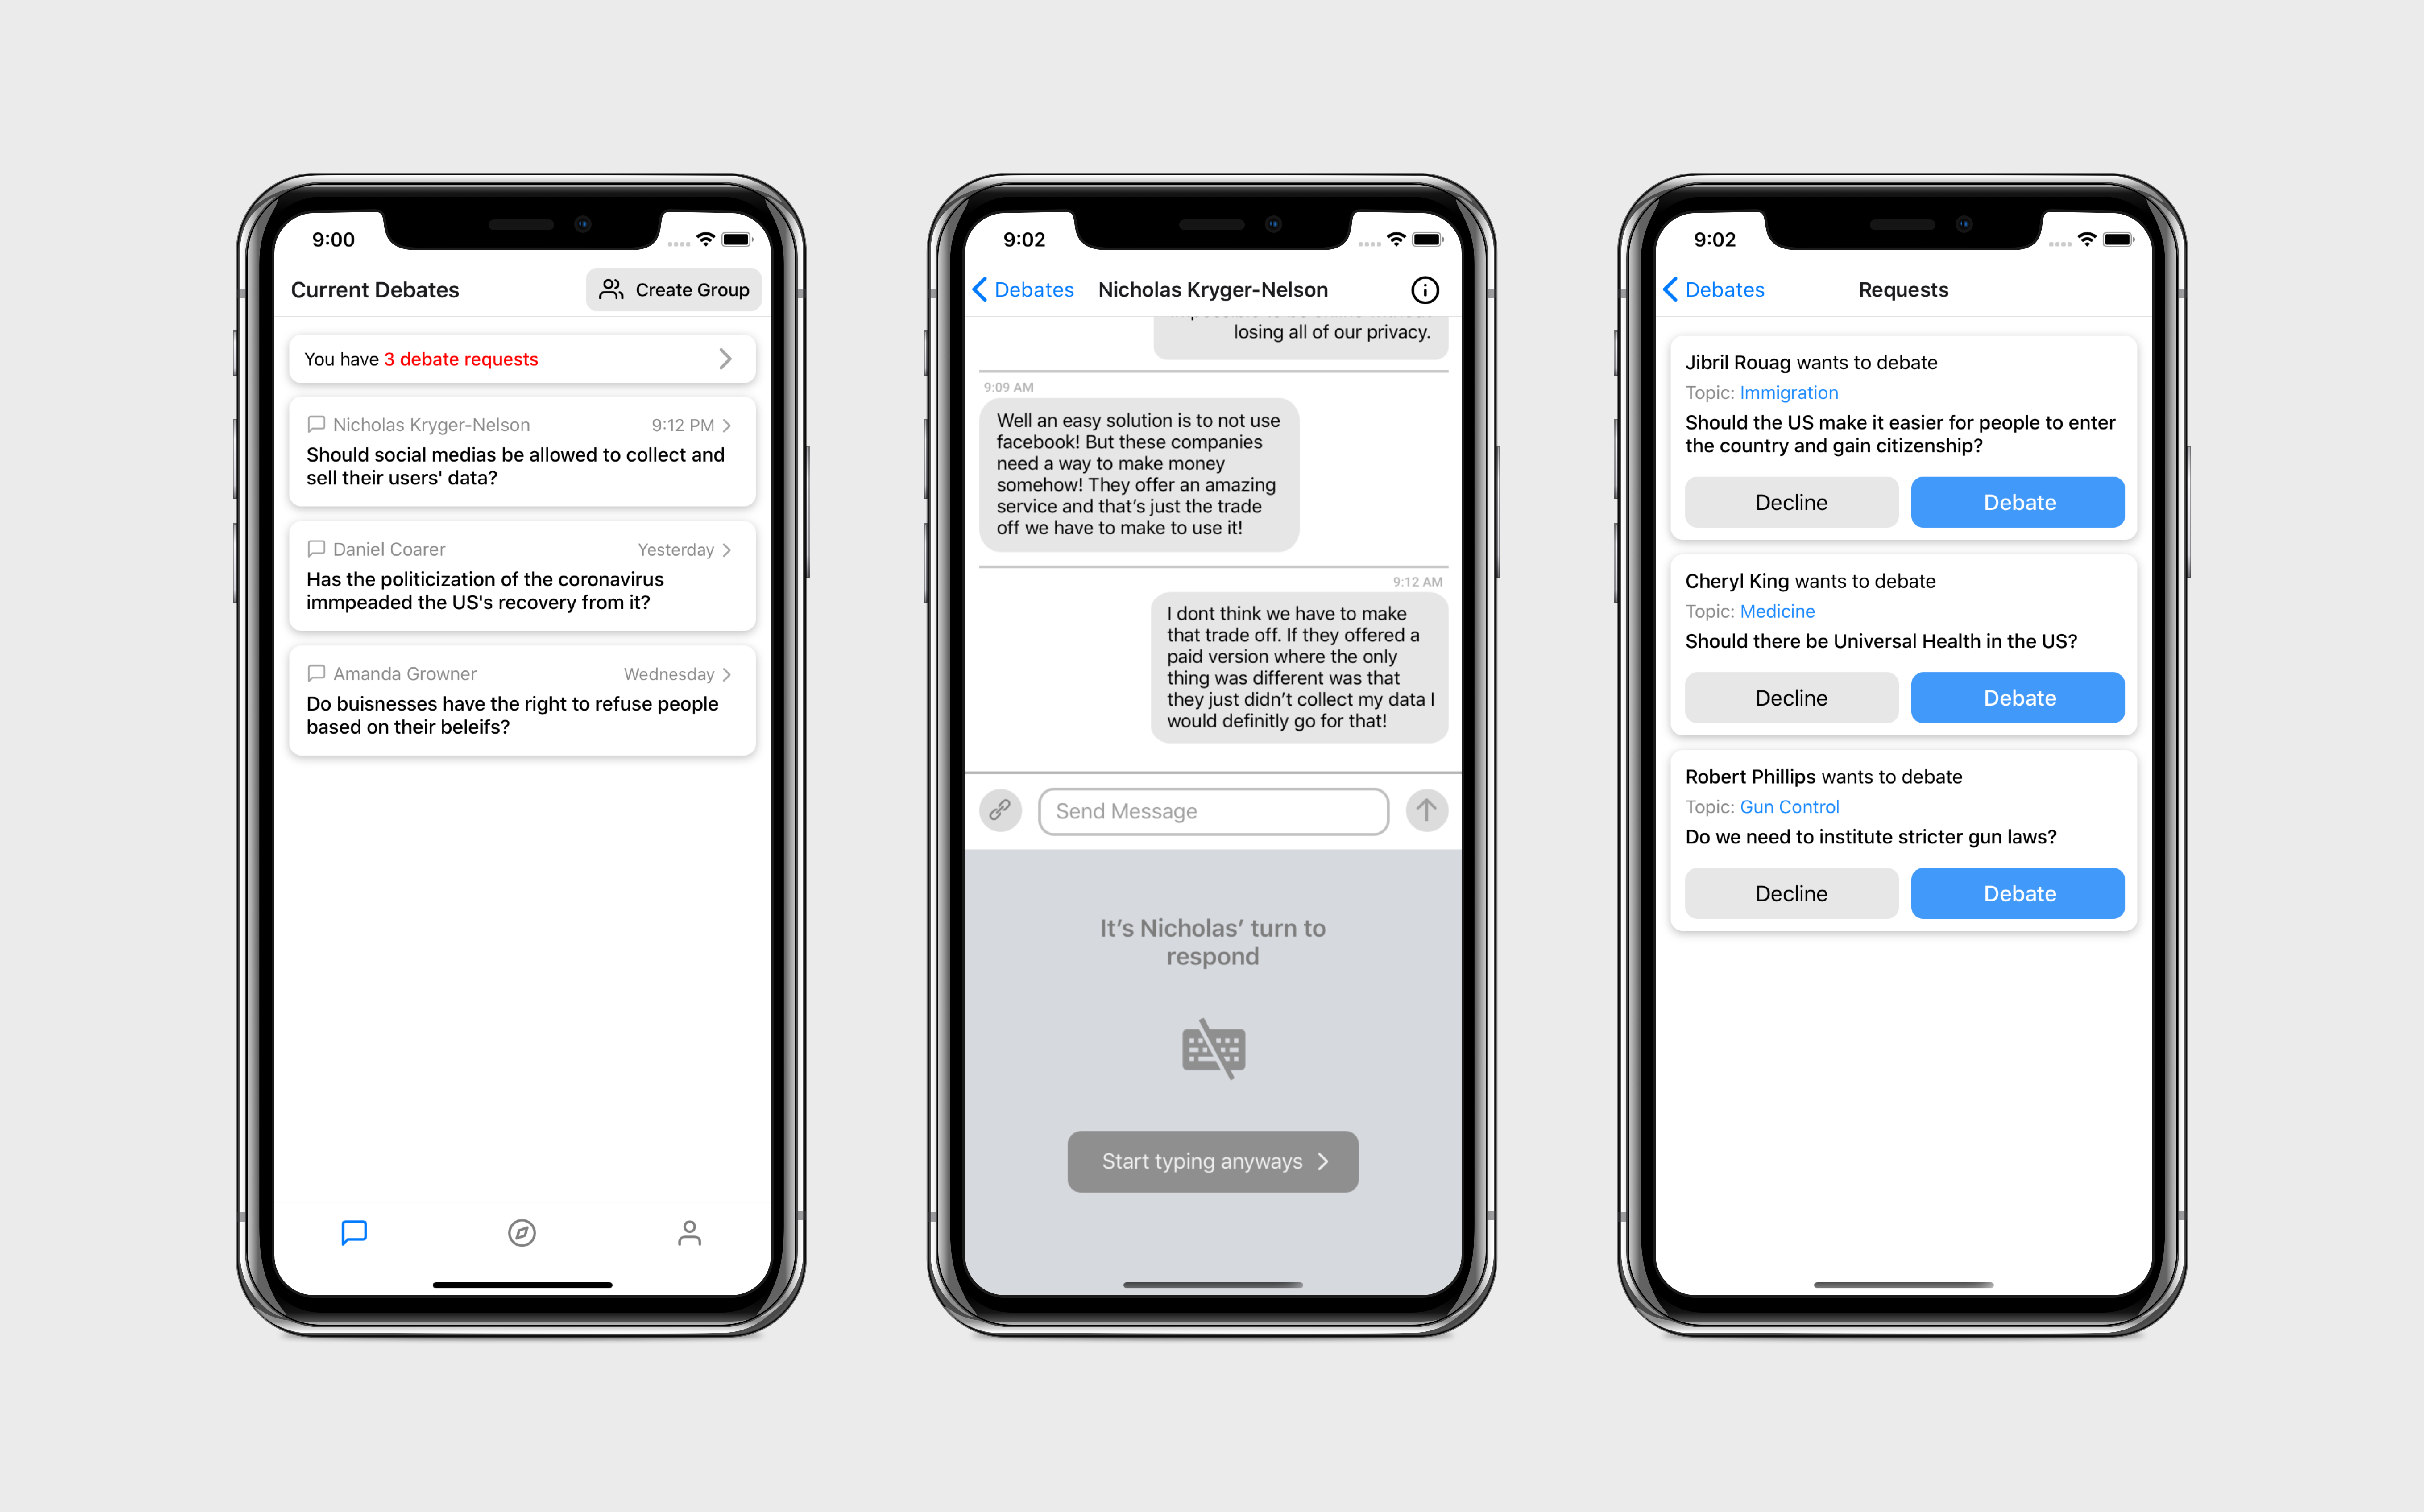 9:00
Current Debates
Create Group
You have 3 debate requests
Nicholas Kryger-Nelson
9:12 PM
Should social medias be allowed to collect and
sell their users' data?
Daniel Coarer
Yesterday
Has the politicization of the coronavirus
immpeaded the US's recovery from it?
Amanda Growner
Wednesday
Do buisnesses have the right to refuse people
based on their beleifs?
9:02
Debates
Nicholas Kryger-Nelson
losing all of our privacy.
9:09 AM
Well an easy solution is to not use
facebook! But these companies
need a way to make money
somehow! They offer an amazing
service and that’s just the trade
off we have to make to use it!
9:12 AM
I dont think we have to make
that trade off. If they offered a
paid version where the only
thing was different was that
they just didn’t collect my data I
would definitly go for that!
Send Message
It’s Nicholas’ turn to
respond
Start typing anyways
9:02
Debates
Requests
Jibril Rouag wants to debate
Topic: Immigration
Should the US make it easier for people to enter
the country and gain citizenship?
Decline
Debate
Cheryl King wants to debate
Topic: Medicine
Should there be Universal Health in the US?
Decline
Debate
Robert Phillips wants to debate
Topic: Gun Control
Do we need to institute stricter gun laws?
Decline
Debate